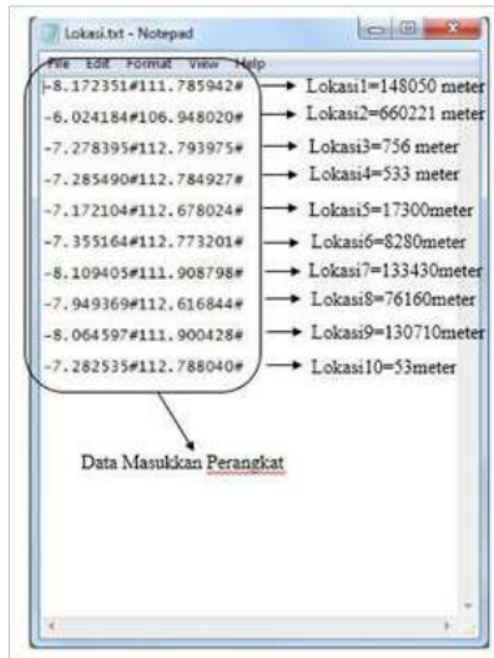 Lokasi.txt - Notepad
File Edit Format View Help
-8.172351#111.785942# Lokasi1=148050 meter
-6.024184#106.948020# Lokasi2=660221 meter
-7.278395#112.793975# Lokasi3=756 meter
-7.285490#112.784927# Lokasi4=533 meter
-7.172104#112.678024# Lokasi5=17300meter
-7.355164#112.773201# Lokasi6=8280meter
-8.109405#111.908798# Lokasi7=133430meter
-7.949369#112.616844# Lokasi8=76160meter
-8.064597#111.900428# Lokasi9=130710meter
-7.282535#112.788040# Lokasi10=53meter
Data Masukkan Perangkat